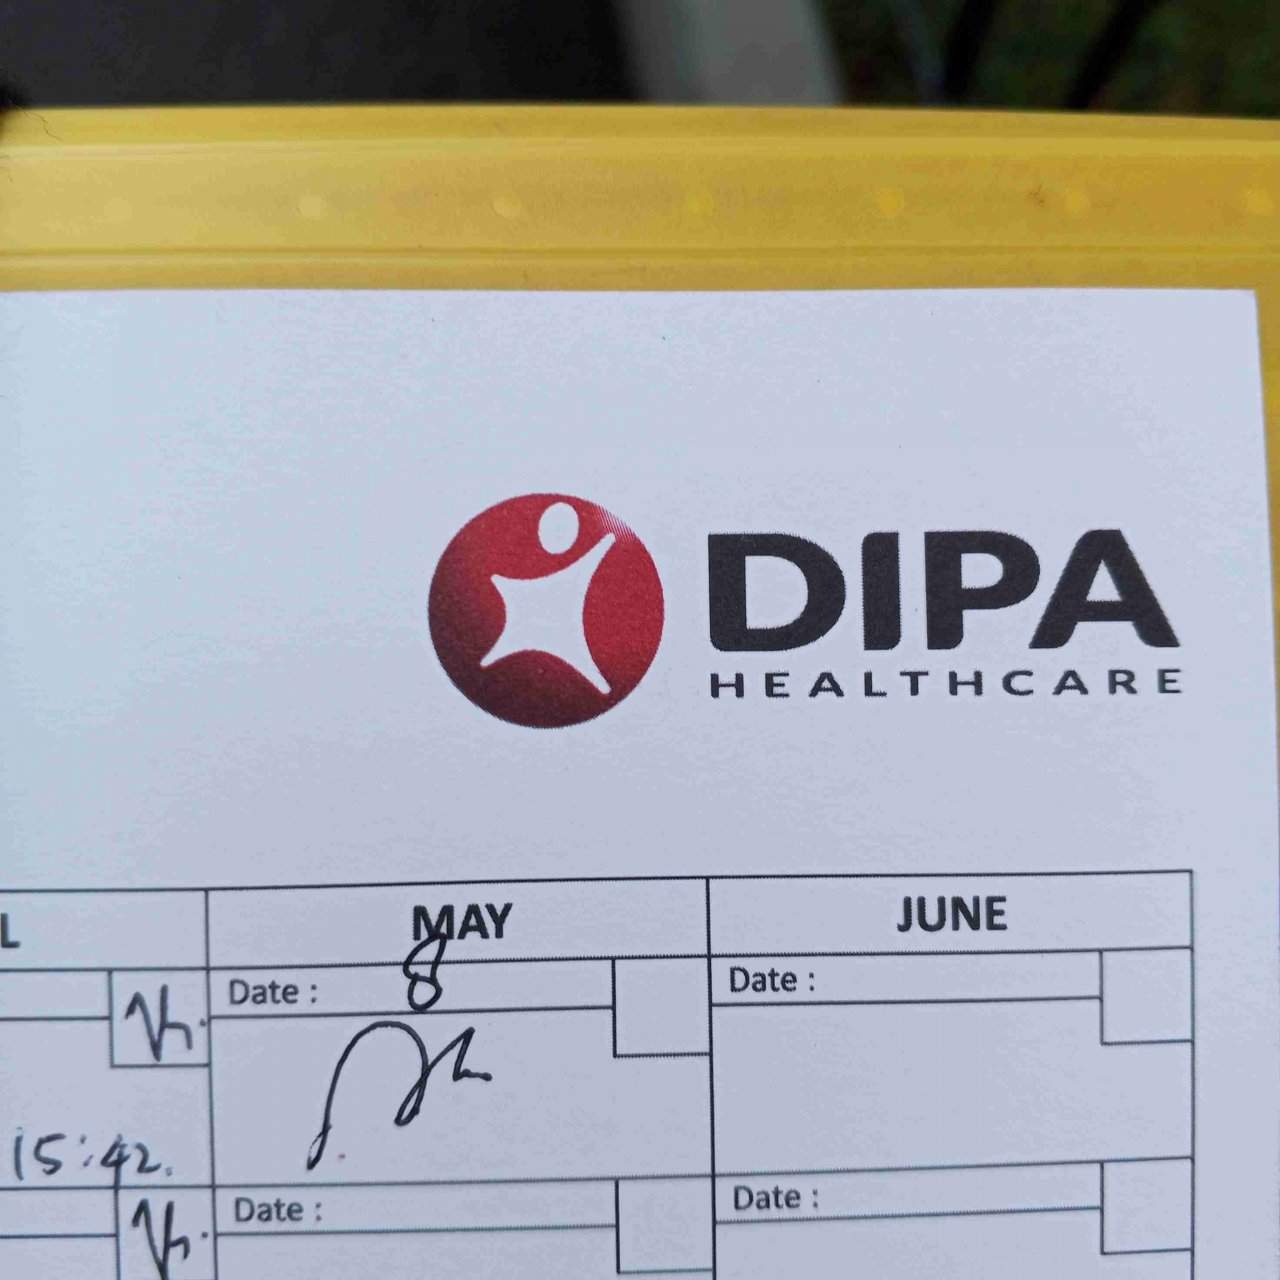 DIPA
HEALTHCARE
L
MAY
JUNE
Date : 8
Date :
15:42.
Date :
Date :